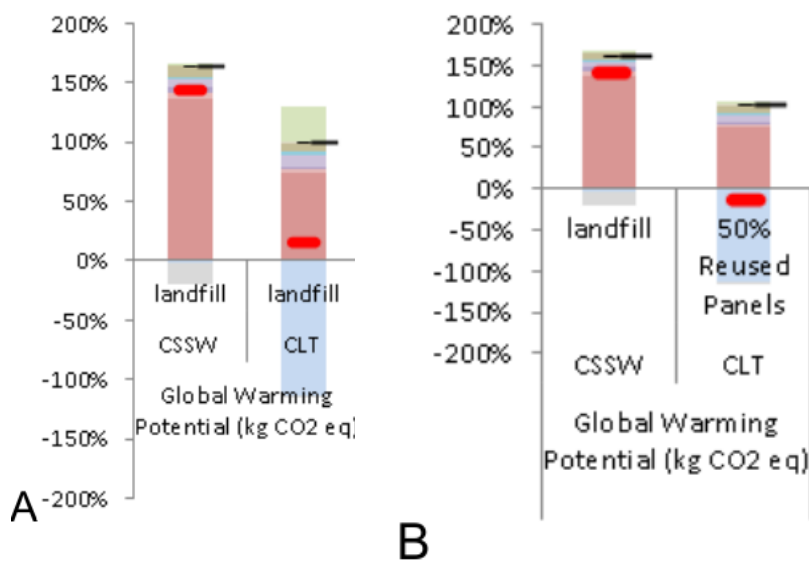 200%
150%
100%
50%
0%
-50%
-100%
-150%
-200%
landfill
landfill
CSSW
CLT
Global Warming
Potential (kg CO2 eq)
A
200%
150%
100%
50%
0%
-50%
-100%
-150%
-200%
landfill
50%
Reused
Panels
CSSW
CLT
Global Warming
Potential (kg CO2 eq)
B